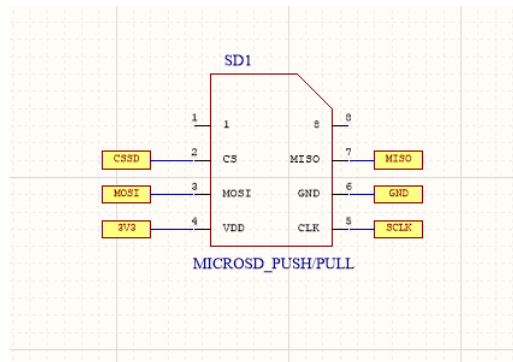 SD1
1 1 8 8
CSSD 2 CS MISO 7 MISO
MOSI 3 MOSI GND 6 GND
3V3 4 VDD CLK 5 SCLK
MICROSD_PUSH/PULL